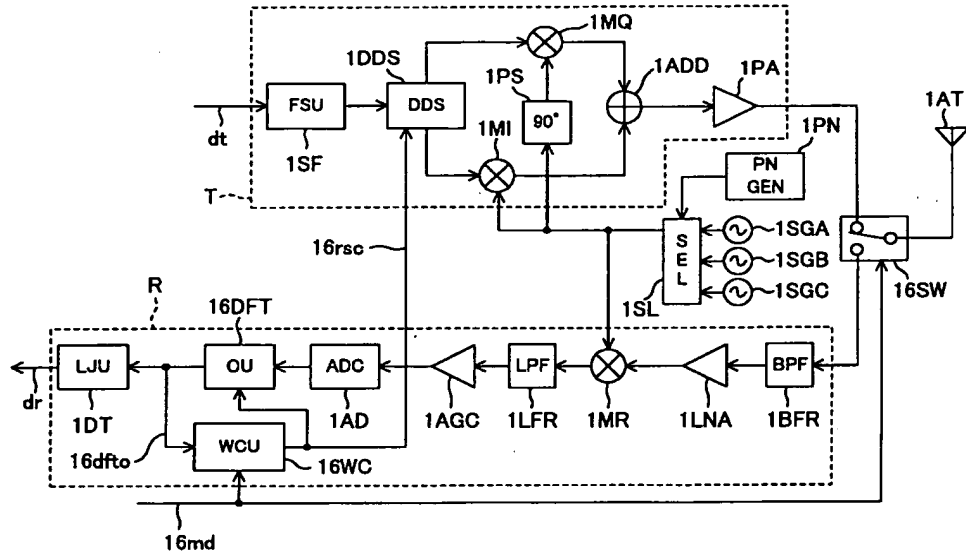 1MQ
1DDS
1PS
1ADD
1PA
1AT
FSU
DDS
90°
1PN
dt
1SF
1MI
PN
GEN
T
16rsc
SEL
1SGA
1SGB
1SGC
1SL
16SW
R
16DFT
LJU
OU
ADC
LPF
BPF
dr
1DT
1AD
1AGC
1LFR
1MR
1LNA
1BFR
16dfto
WCU
16WC
16md